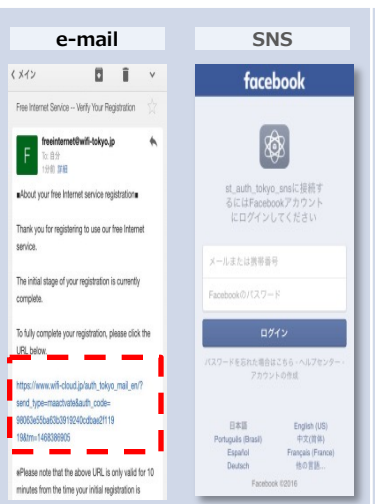 e-mail
メイン
Free Internet Service -- Verify Your Registration
F
freeinternet@wifi-tokyo.jp
To: 自分
1分前 詳細
■About your free Internet service registration■
Thank you for registering to use our free Internet
service.
The initial stage of your registration is currently
complete.
To fully complete your registration, please click the
URL below.
https://www.wifi-cloud.jp/auth_tokyo_mail_en/?
send_type=maactvate&auth_code=
98063e55ba63b3919240cdbae2f119
19&tm=1468386905
※Please note that the above URL is only valid for 10
minutes from the time your initial registration is
SNS
facebook
st_auth_tokyo_snsに接続す
るにはFacebookアカウント
にログインしてください
メールまたは携帯番号
Facebookのパスワード
ログイン
パスワードを忘れた場合はこちら・ヘルプセンター・
アカウントの作成
日本語 English (US)
Português (Brasil) 中文(简体)
Español Français (France)
Deutsch 他の言語...
Facebook ©2016